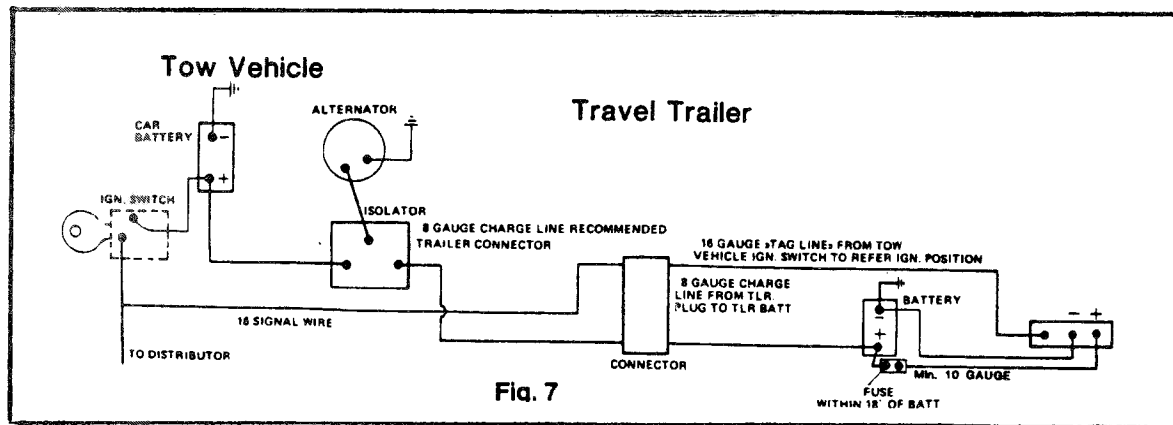 Tow Vehicle
ALTERNATOR
Travel Trailer
CAR
BATTERY
-
+
IGN. SWITCH
ISOLATOR
8 GAUGE CHARGE LINE RECOMMENDED
TRAILER CONNECTOR
16 GAUGE »TAG LINE» FROM TOW
VEHICLE IGN. SWITCH TO REFER IGN. POSITION
8 GAUGE CHARGE
LINE FROM TLR.
PLUG TO TLR BATT
BATTERY
-
+
- +
16 SIGNAL WIRE
TO DISTRIBUTOR
CONNECTOR
Min. 10 GAUGE
FUSE
WITHIN 18' OF BATT
Fig. 7